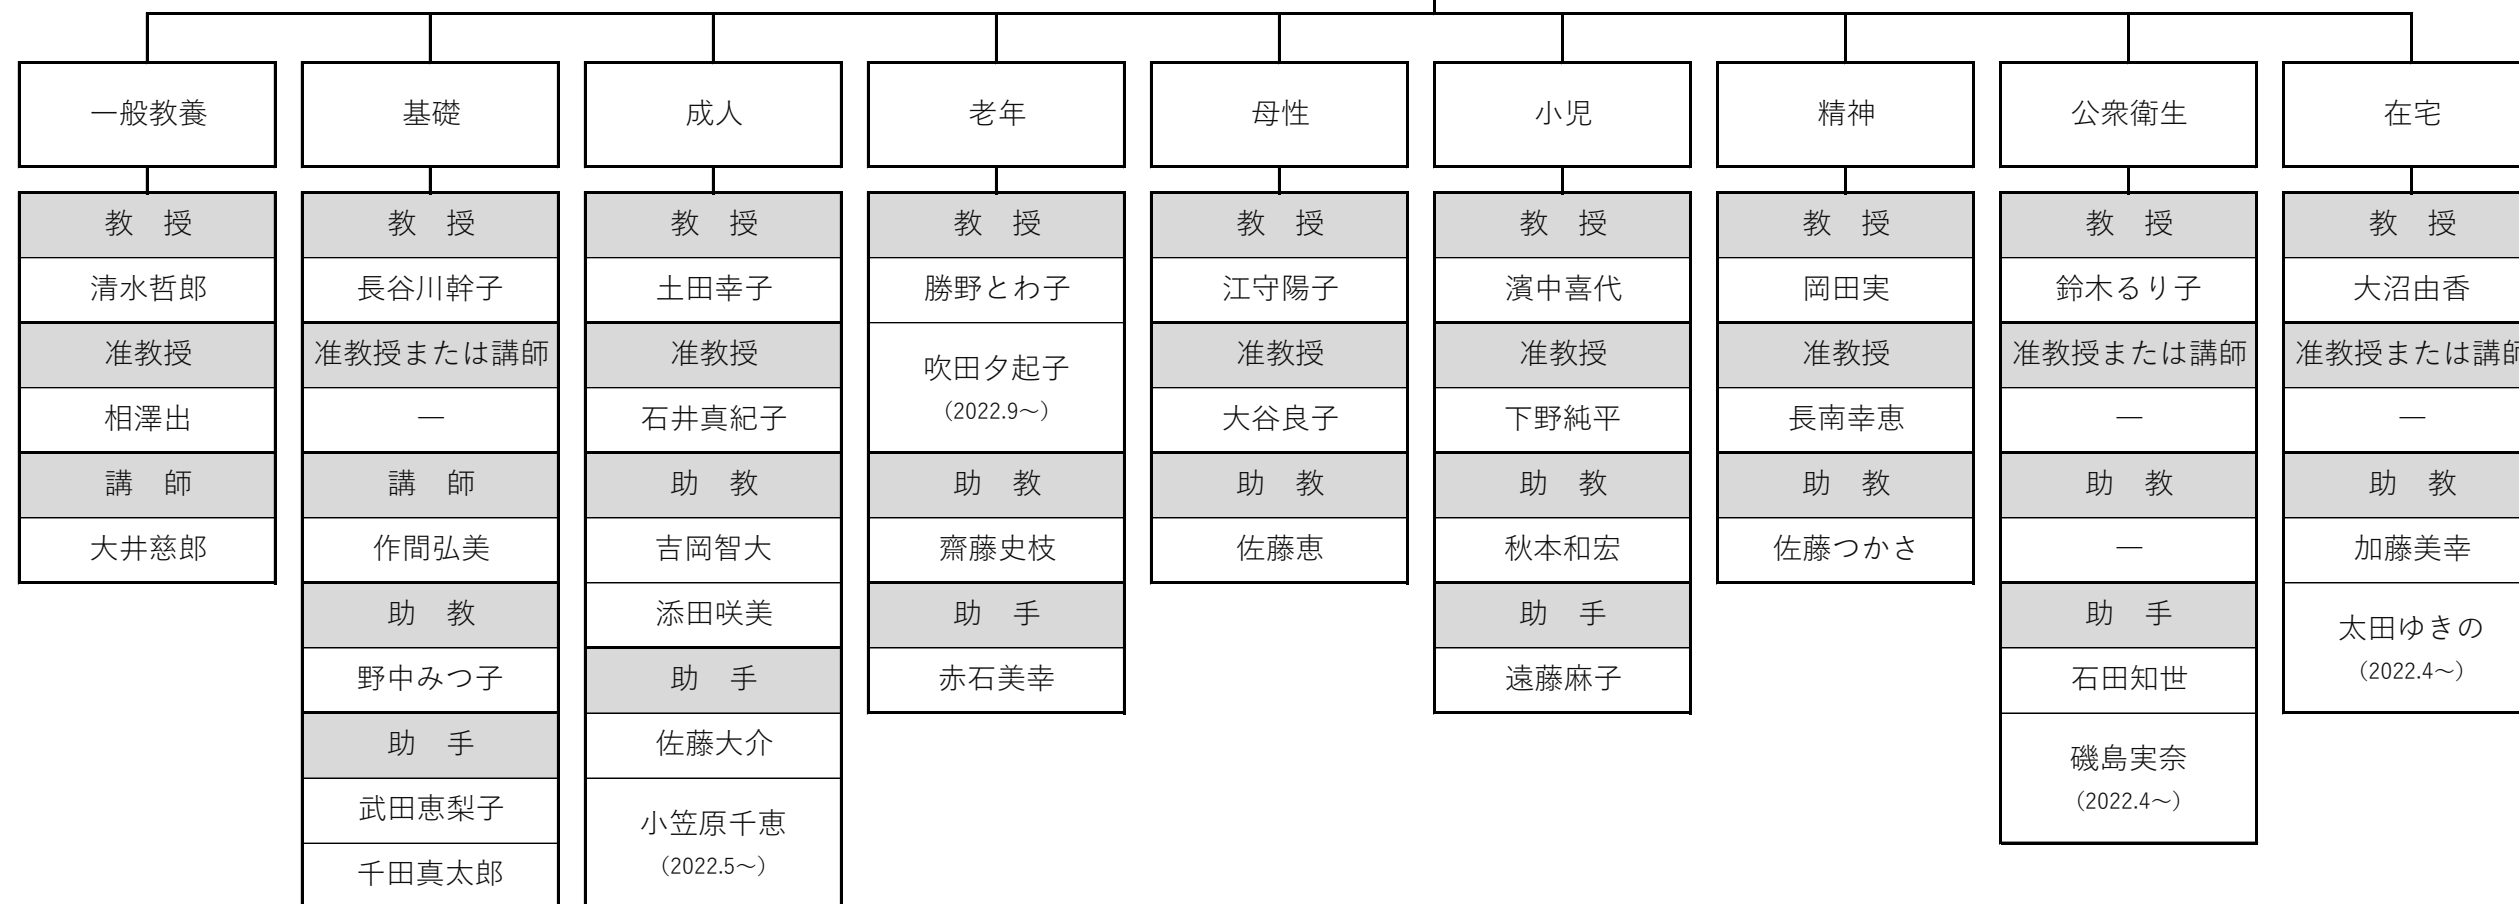 一般教養
教　授
清水哲郎
准教授
相澤出
講　師
大井慈郎
基礎
教　授
長谷川幹子
准教授または講師
―
講　師
作間弘美
助　教
野中みつ子
助　手
武田恵梨子
千田真太郎
成人
教　授
土田幸子
准教授
石井真紀子
助　教
吉岡智大
添田咲美
助　手
佐藤大介
小笠原千恵
（2022.5～）
老年
教　授
勝野とわ子
吹田夕起子
（2022.9～）
助　教
齋藤史枝
助　手
赤石美幸
母性
教　授
江守陽子
准教授
大谷良子
助　教
佐藤恵
小児
教　授
濱中喜代
准教授
下野純平
助　教
秋本和宏
助　手
遠藤麻子
精神
教　授
岡田実
准教授
長南幸恵
助　教
佐藤つかさ
公衆衛生
教　授
鈴木るり子
准教授または講師
―
助　教
―
助　手
石田知世
磯島実奈
（2022.4～）
在宅
教　授
大沼由香
准教授または講師
―
助　教
加藤美幸
太田ゆきの
（2022.4～）